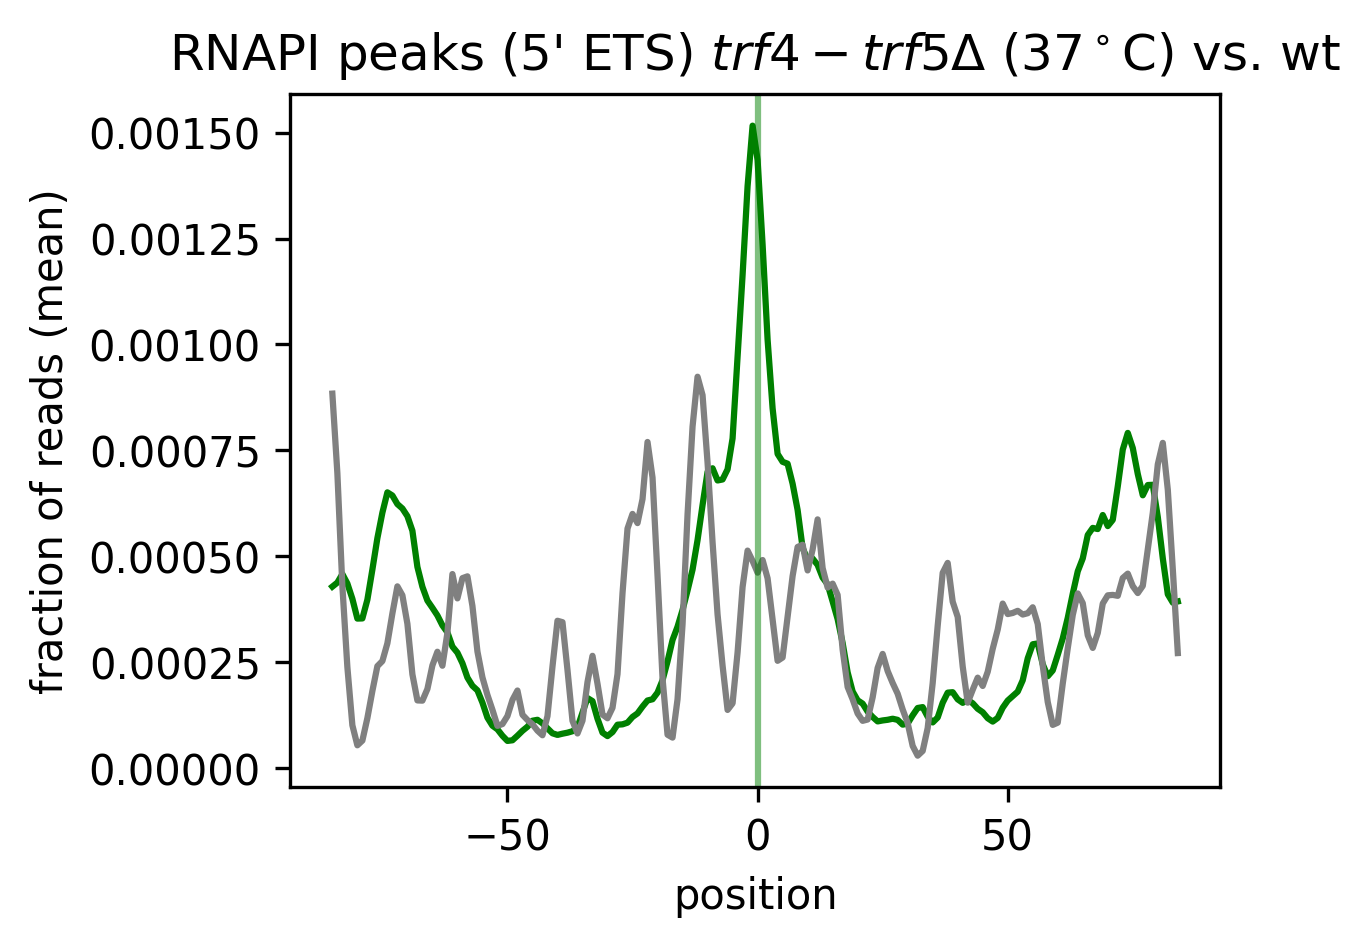 RNAPI peaks (5' ETS) trf4 − trf5Δ (37°C) vs. wt
fraction of reads (mean)
0.00150
0.00125
0.00100
0.00075
0.00050
0.00025
0.00000
−50 0 50
position